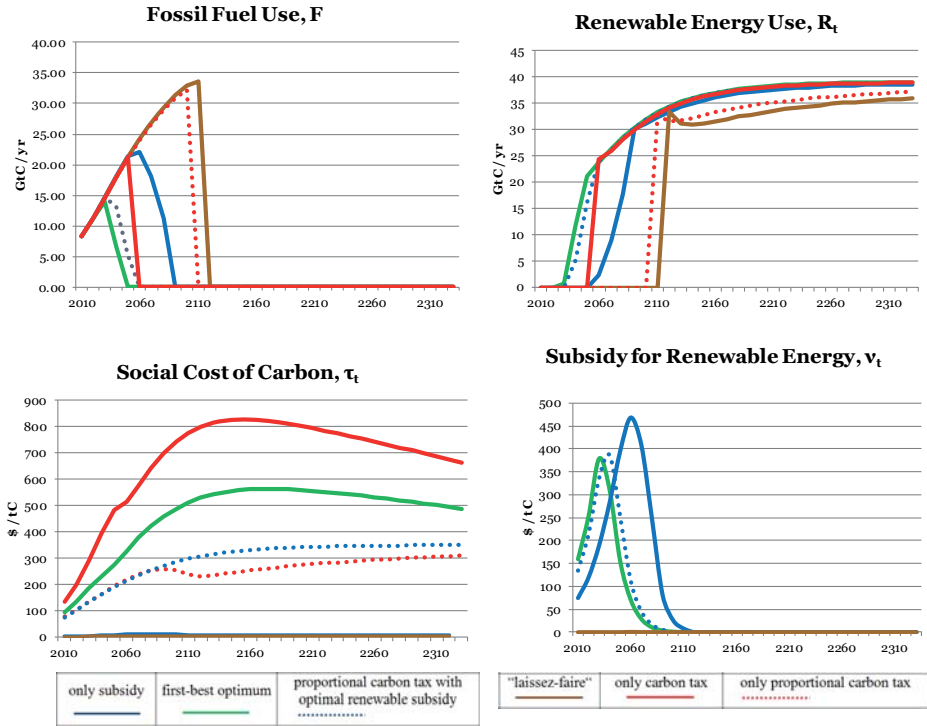 Fossil Fuel Use, F
40.00
35.00
30.00
25.00
20.00
15.00
10.00
5.00
0.00
GtC/yr
2010 2060 2110 2160 2210 2260 2310
Renewable Energy Use, Rt
45
40
35
30
25
20
15
10
5
0
GtC/yr
2010 2060 2110 2160 2210 2260 2310
Social Cost of Carbon, τt
900
800
700
600
500
400
300
200
100
0
$/tC
2010 2060 2110 2160 2210 2260 2310
Subsidy for Renewable Energy, νt
500
450
400
350
300
250
200
150
100
50
0
$/tC
2010 2060 2110 2160 2210 2260 2310
only subsidy
first-best optimum
proportional carbon tax with
optimal renewable subsidy
"laissez-faire"
only carbon tax
only proportional carbon tax